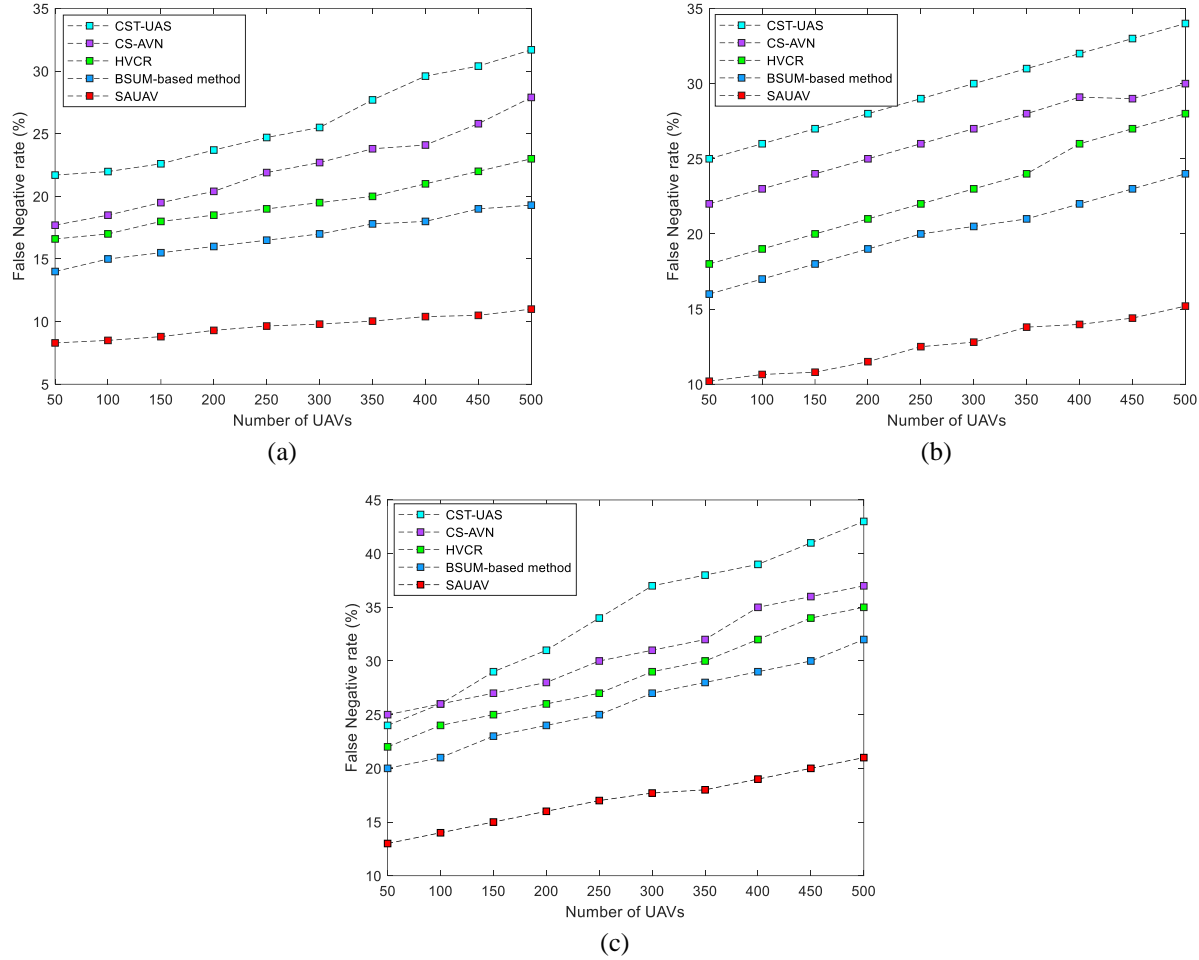 35
30
25
20
15
10
5
False Negative rate (%)
CST-UAS
CS-AVN
HVCR
BSUM-based method
SAUAV
50 100 150 200 250 300 350 400 450 500
Number of UAVs
(a)
35
30
25
20
15
10
False Negative rate (%)
CST-UAS
CS-AVN
HVCR
BSUM-based method
SAUAV
50 100 150 200 250 300 350 400 450 500
Number of UAVs
(b)
45
40
35
30
25
20
15
10
False Negative rate (%)
CST-UAS
CS-AVN
HVCR
BSUM-based method
SAUAV
50 100 150 200 250 300 350 400 450 500
Number of UAVs
(c)